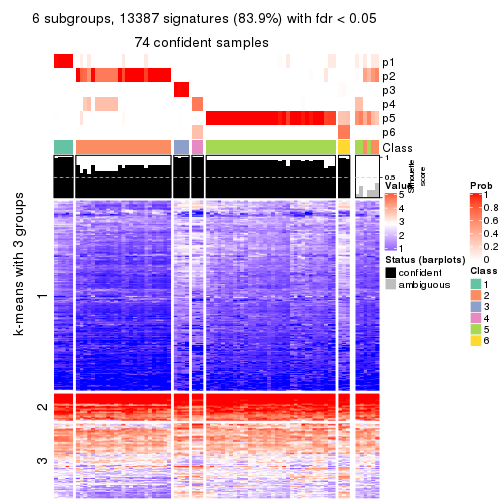 6 subgroups, 13387 signatures (83.9%) with fdr < 0.05
74 confident samples
p1
p2
p3
p4
p5
p6
Class
1
0.5
0
Silhouette
score
k-means with 3 groups
1
2
3
Value
5
4
3
2
1
Status (barplots)
confident
ambiguous
Prob
1
0.8
0.6
0.4
0.2
0
Class
1
2
3
4
5
6